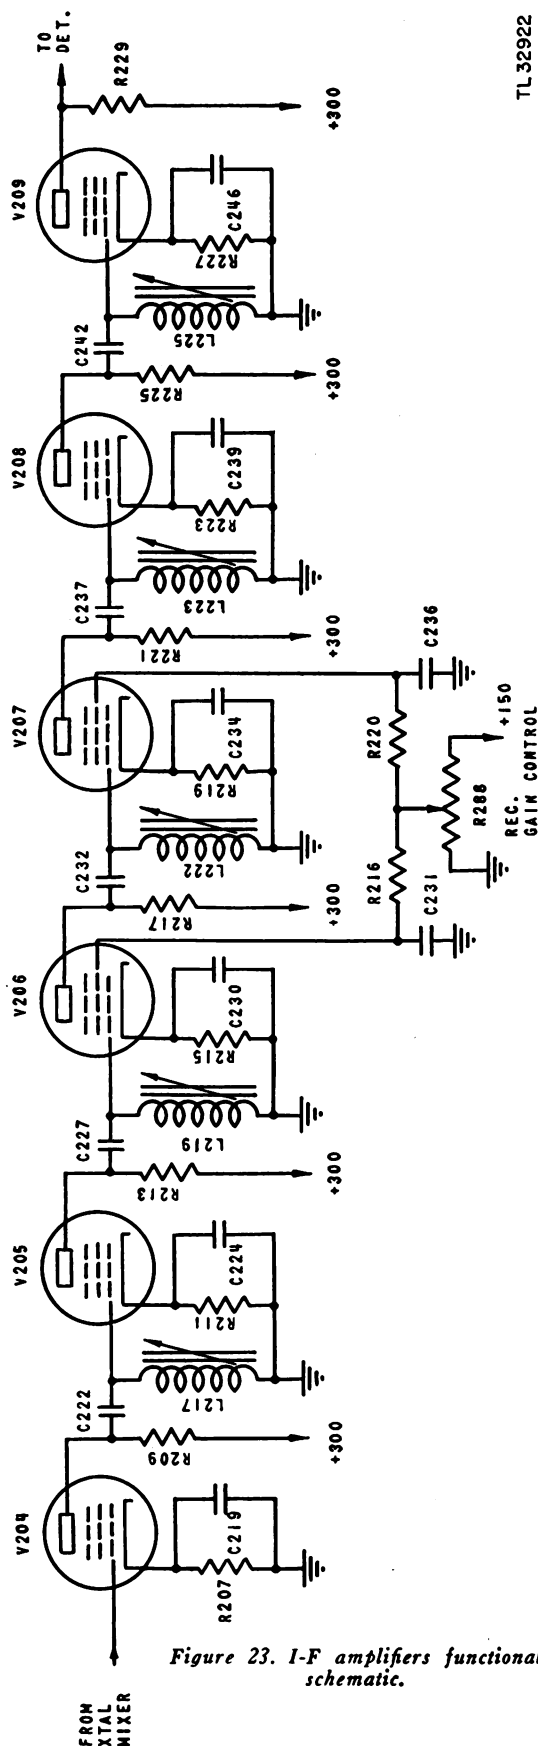 FROM
XTAL
MIXER
V204
R207
C219
R209
+300
C222
L217
V205
R211
C224
R213
+300
C227
L219
V206
R215
C230
R217
+300
C232
L222
V207
R219
C234
R221
+300
C237
L223
V208
R223
C239
R225
+300
C242
L225
V209
R227
C246
R229
+300
TO
DET.
C231
R216
R220
C236
R288
+150
REC.
GAIN CONTROL
TL32922
Figure 23. I-F amplifiers functional
schematic.